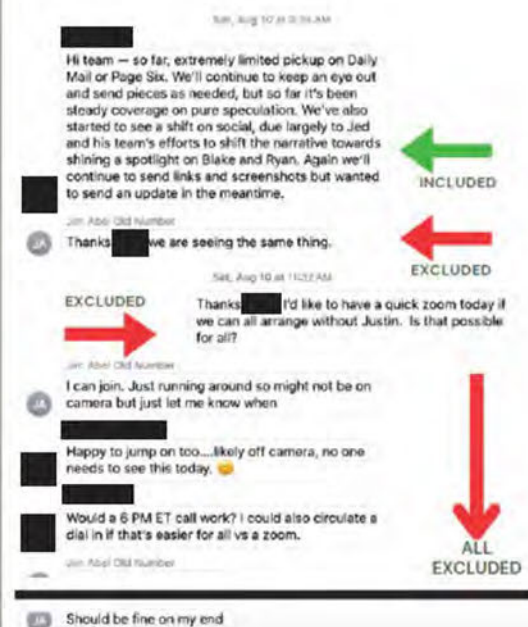 Sat, Aug 10 at
Hi team — so far, extremely limited pickup on Daily
Mail or Page Six. We'll continue to keep an eye out
and send pieces as needed, but so far it's been
steady coverage on pure speculation. We've also
started to see a shift on social, due largely to Jed
and his team's efforts to shift the narrative towards
shining a spotlight on Blake and Ryan. Again we'll
continue to send links and screenshots but wanted
to send an update in the meantime.
INCLUDED
Jen Abel Old Number
JA
Thanks we are seeing the same thing.
EXCLUDED
Sat, Aug 10 at AM
EXCLUDED
Thanks I'd like to have a quick zoom today if
we can all arrange without Justin. Is that possible
for all?
Jen Abel Old Number
JA
I can join. Just running around so might not be on
camera but just let me know when
Happy to jump on too....likely off camera, no one
needs to see this today. 😊
Would a 6 PM ET call work? I could also circulate a
dial in if that's easier for all vs a zoom.
ALL
EXCLUDED
Jen Abel Old Number
JA
Should be fine on my end